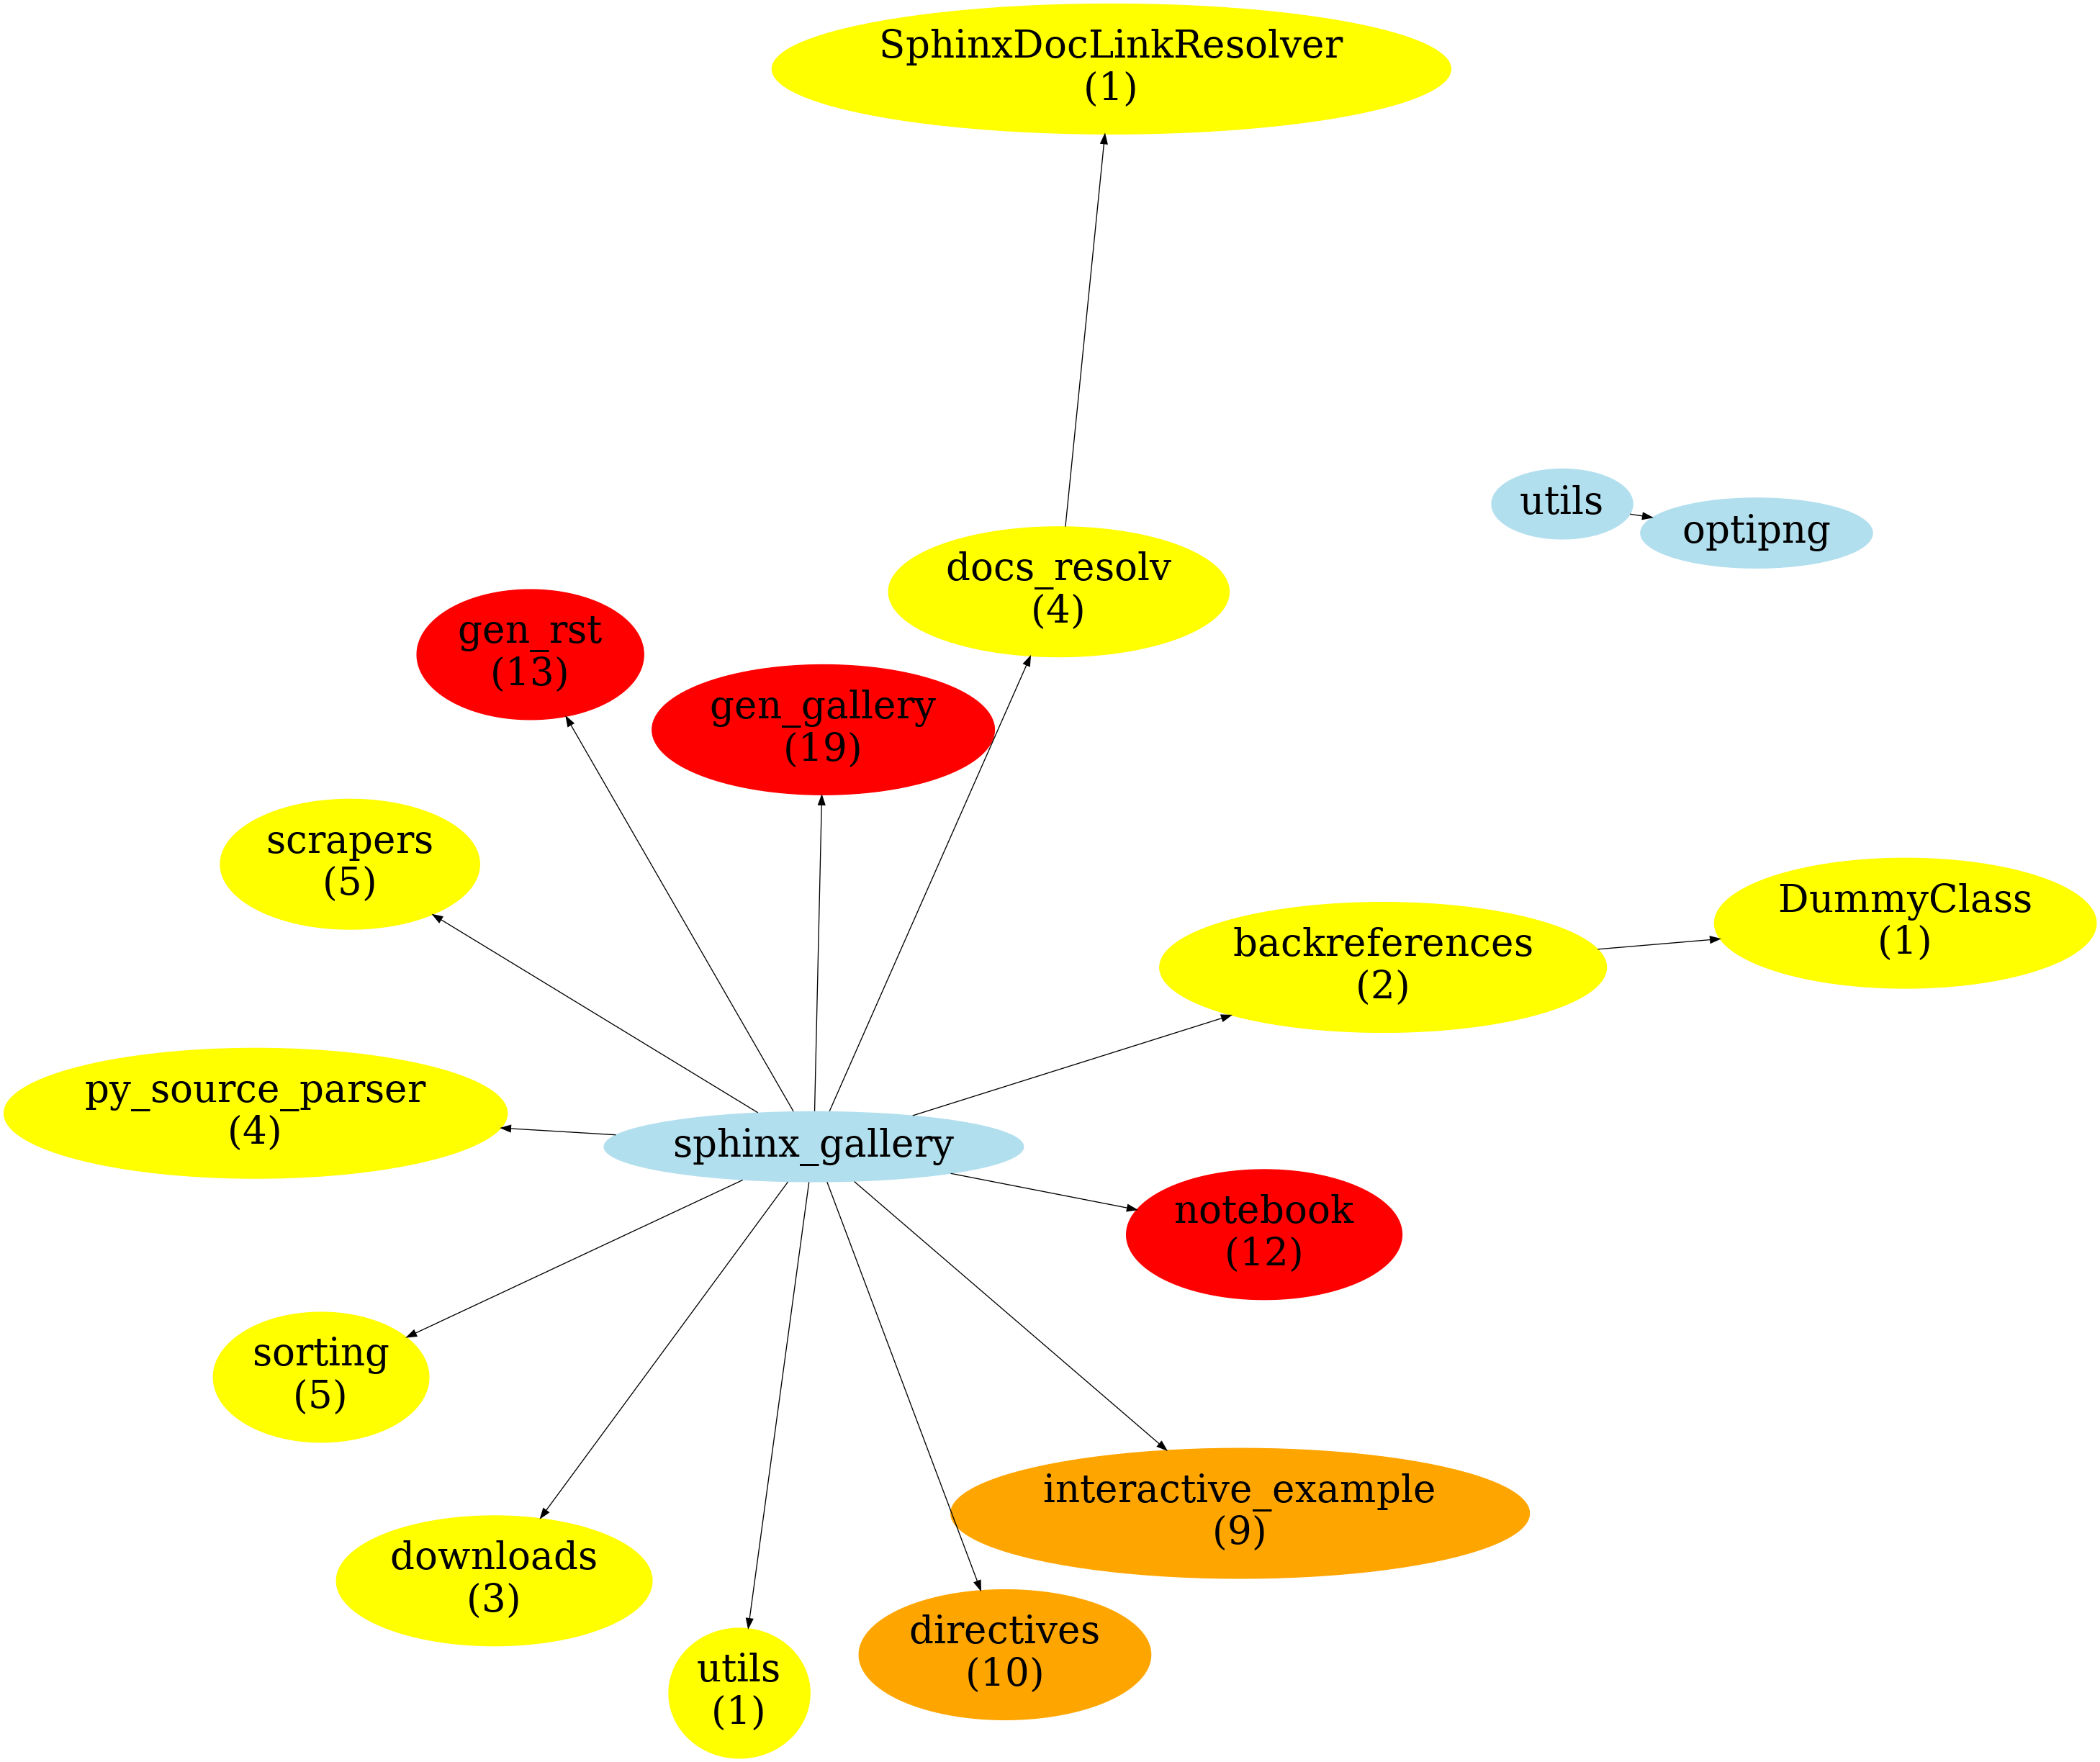 SphinxDocLinkResolver
(1)
utils
optipng
docs_resolv
(4)
gen_rst
(13)
gen_gallery
(19)
scrapers
(5)
DummyClass
(1)
backreferences
(2)
py_source_parser
(4)
sphinx_gallery
notebook
(12)
sorting
(5)
interactive_example
(9)
downloads
(3)
directives
(10)
utils
(1)